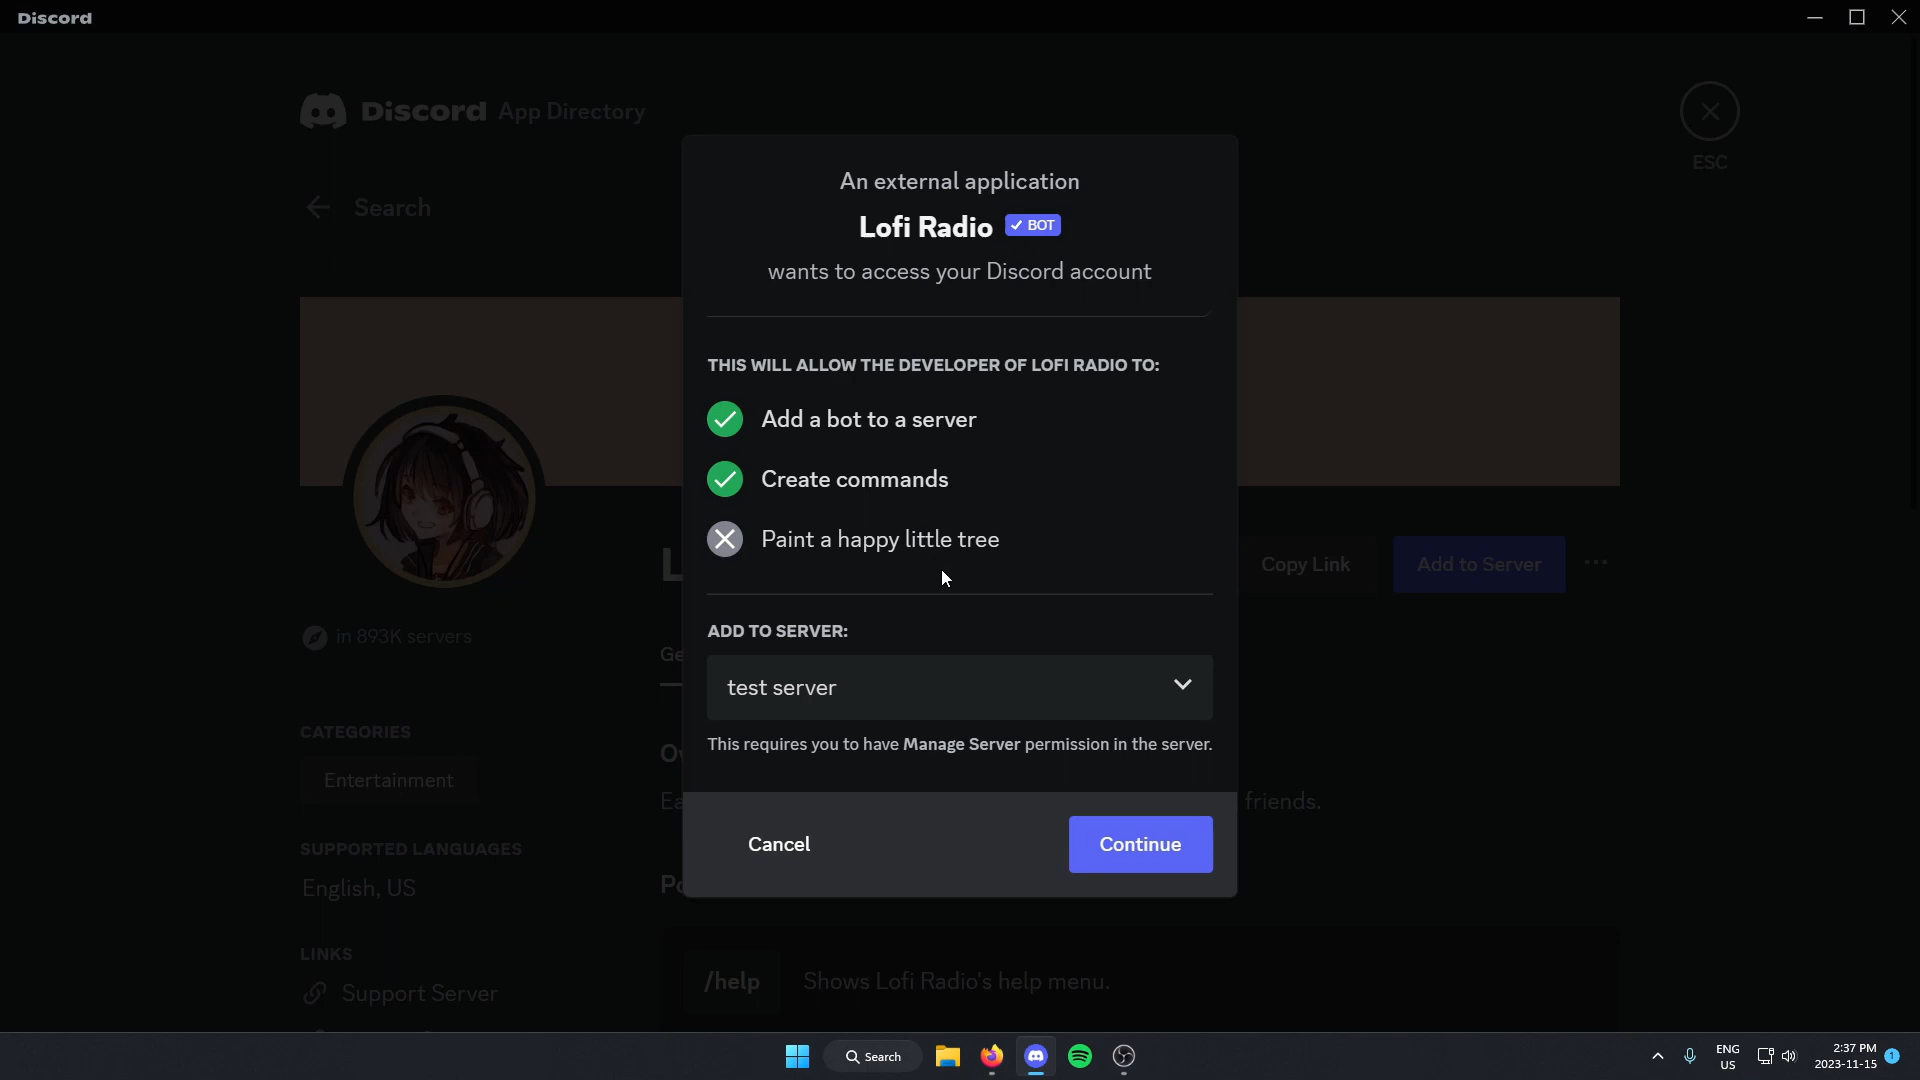 Discord
Discord App Directory
ESC
Search
An external application
Lofi Radio BOT
wants to access your Discord account
THIS WILL ALLOW THE DEVELOPER OF LOFI RADIO TO:
Add a bot to a server
Create commands
Paint a happy little tree
Copy Link
Add to Server
in 893K servers
ADD TO SERVER:
test server
This requires you to have Manage Server permission in the server.
CATEGORIES
Entertainment
friends.
Cancel
Continue
SUPPORTED LANGUAGES
English, US
LINKS
Support Server
/help Shows Lofi Radio's help menu.
Search
ENG
US
2:37 PM
2023-11-15
1